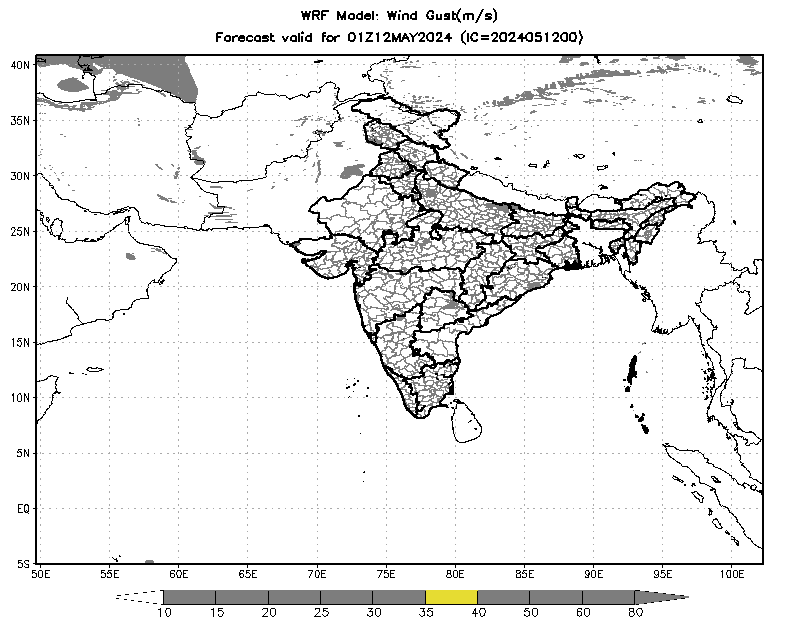 WRF Model: Wind Gust(m/s)
Forecast valid for 01Z12MAY2024 (IC=2024051200)
40N
35N
30N
25N
20N
15N
10N
5N
EQ
5S
50E 55E 60E 65E 70E 75E 80E 85E 90E 95E 100E
10 15 20 25 30 35 40 50 60 80